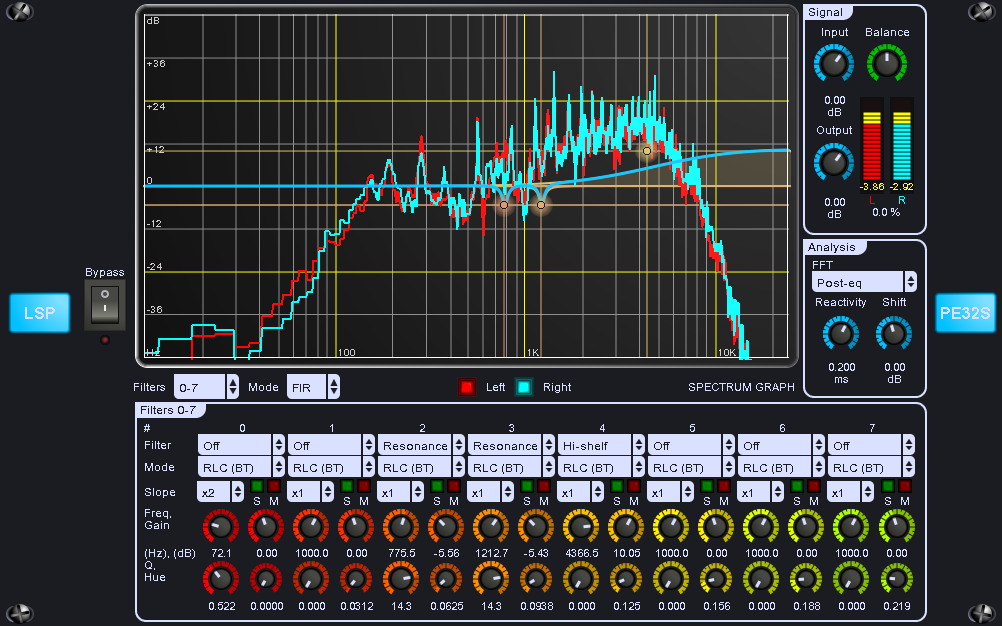 Signal
dB
Input Balance
+36
+24
0.00
dB
Output
+12
0
-12
-3.86 -2.92
L R
0.00
dB
0.0 %
-24
Analysis
FFT
Post-eq
Bypass
Reactivity Shift
-36
LSP
PE32S
Hz 100 1K 10K
0.200
ms
0.00
dB
Filters 0-7 Mode FIR Left Right SPECTRUM GRAPH
Filters 0-7
# 0 1 2 3 4 5 6 7
Filter Off Off Resonance Resonance Hi-shelf Off Off Off
Mode RLC (BT) RLC (BT) RLC (BT) RLC (BT) RLC (BT) RLC (BT) RLC (BT) RLC (BT)
Slope x2 x1 x1 x1 x1 x1 x1 x1
S M S M S M S M S M S M S M S M
Freq,
Gain
(Hz), (dB) 72.1 0.00 1000.0 0.00 775.5 -5.56 1212.7 -5.43 4366.5 10.05 1000.0 0.00 1000.0 0.00 1000.0 0.00
Q,
Hue
0.522 0.0000 0.000 0.0312 14.3 0.0625 14.3 0.0938 0.000 0.125 0.000 0.156 0.000 0.188 0.000 0.219